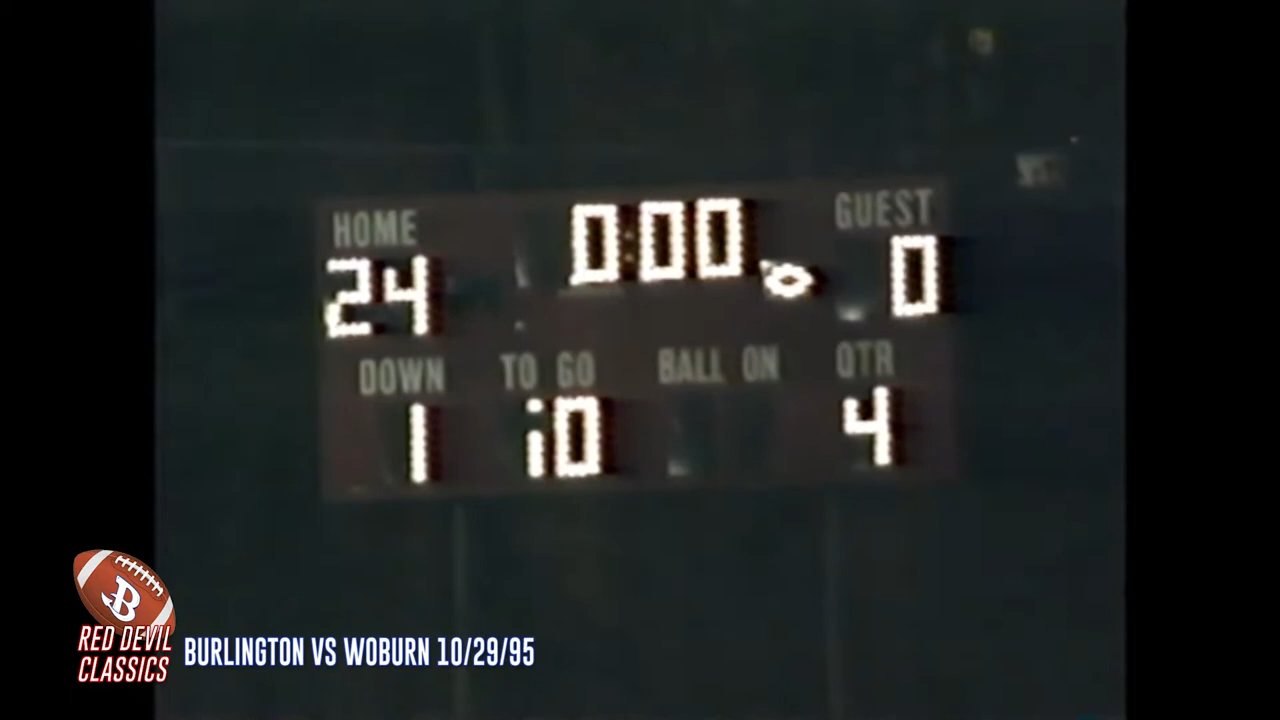 HOME 0:00 GUEST
24 0
DOWN TO GO BALL ON QTR
1 10 4
B
RED DEVIL
CLASSICS
BURLINGTON VS WOBURN 10/29/95